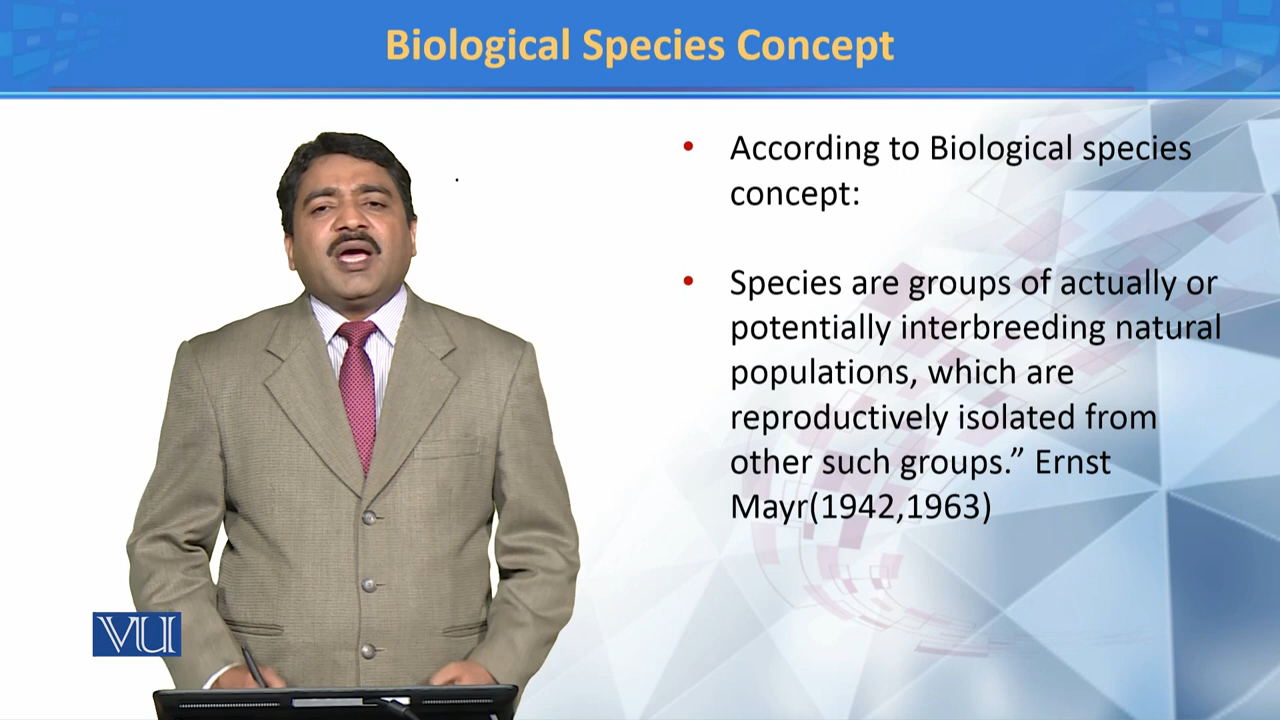 Biological Species Concept
• According to Biological species
concept:
• Species are groups of actually or
potentially interbreeding natural
populations, which are
reproductively isolated from
other such groups.” Ernst
Mayr(1942,1963)
VU